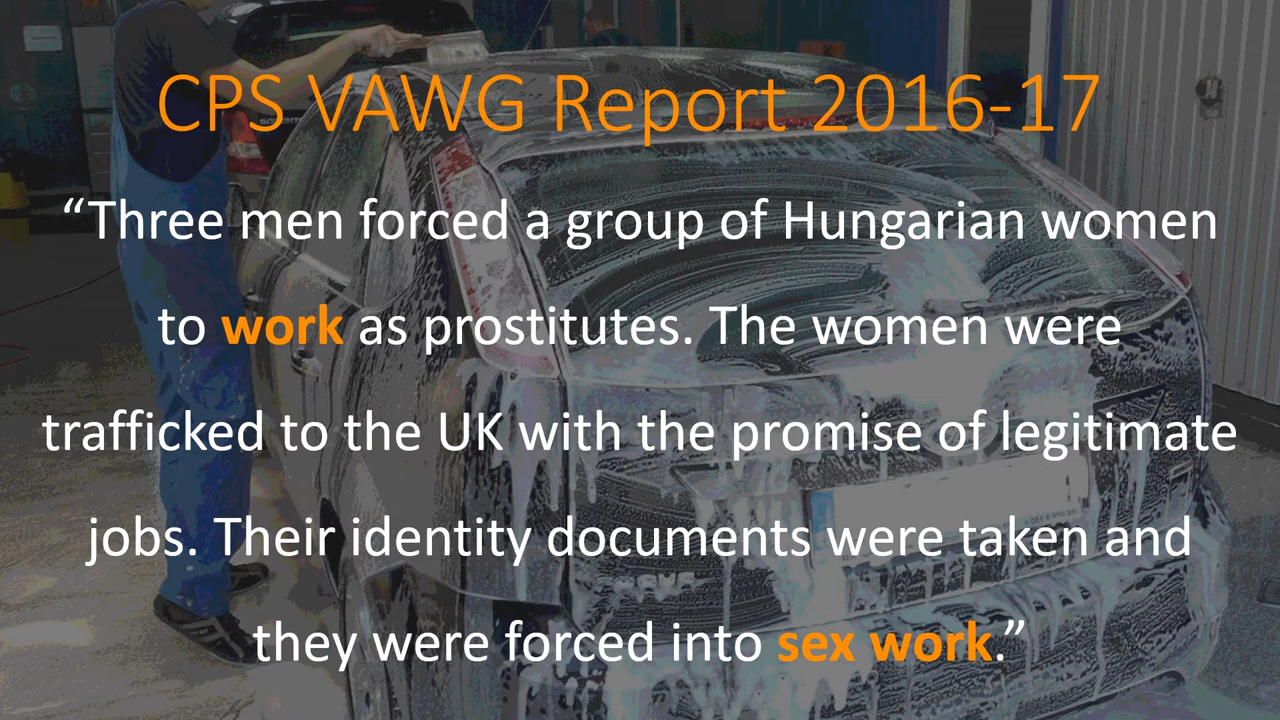 CPS VAWG Report 2016-17
“Three men forced a group of Hungarian women
to work as prostitutes. The women were
trafficked to the UK with the promise of legitimate
jobs. Their identity documents were taken and
they were forced into sex work.”